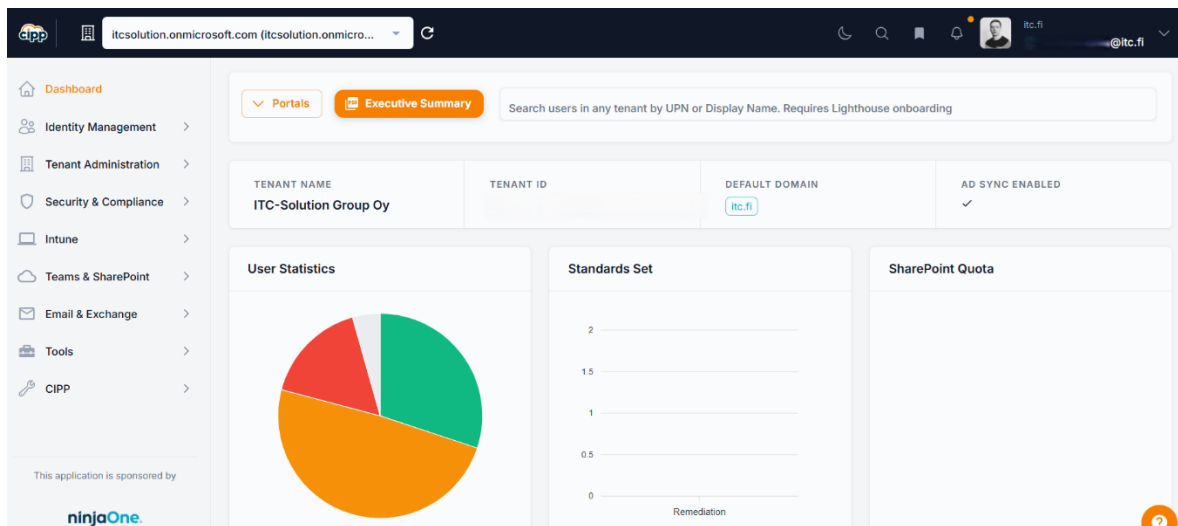 cipp
itcsolution.onmicrosoft.com (itcsolution.onmicro...
itc.fi
@itc.fi
Dashboard
Identity Management
Tenant Administration
Security & Compliance
Intune
Teams & SharePoint
Email & Exchange
Tools
CIPP
This application is sponsored by
ninjaOne.
Portals
PDF
Executive Summary
Search users in any tenant by UPN or Display Name. Requires Lighthouse onboarding
TENANT NAME
ITC-Solution Group Oy
TENANT ID
DEFAULT DOMAIN
itc.fi
AD SYNC ENABLED
User Statistics
Standards Set
2
1.5
1
0.5
0
Remediation
SharePoint Quota
?